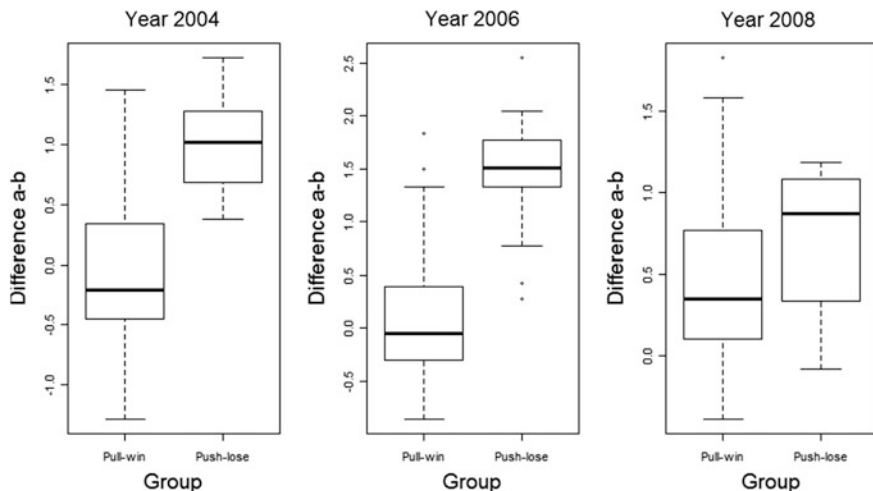 Year 2004
Difference a-b
1.5
1.0
0.5
0.0
-0.5
-1.0
Pull-win Push-lose
Group
Year 2006
Difference a-b
2.5
2.0
1.5
1.0
0.5
0.0
-0.5
Pull-win Push-lose
Group
Year 2008
Difference a-b
1.5
1.0
0.5
0.0
Pull-win Push-lose
Group